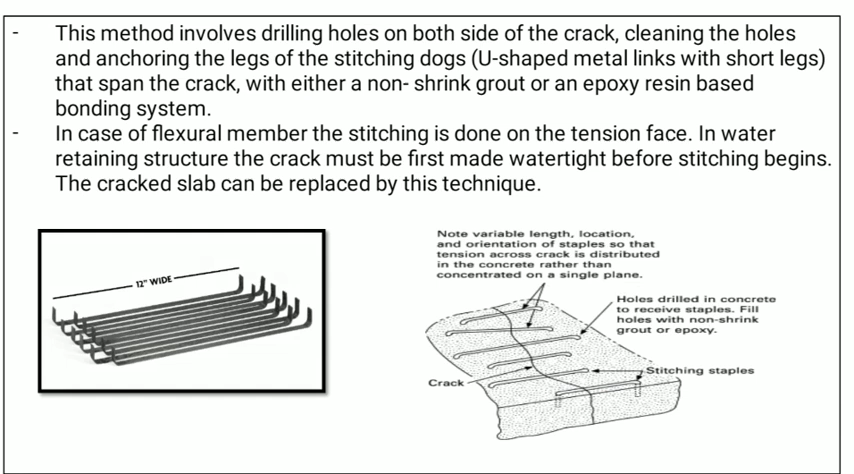 - This method involves drilling holes on both side of the crack, cleaning the holes
and anchoring the legs of the stitching dogs (U-shaped metal links with short legs)
that span the crack, with either a non- shrink grout or an epoxy resin based
bonding system.
- In case of flexural member the stitching is done on the tension face. In water
retaining structure the crack must be first made watertight before stitching begins.
The cracked slab can be replaced by this technique.
12" WIDE
Note variable length, location,
and orientation of staples so that
tension across crack is distributed
in the concrete rather than
concentrated on a single plane.
Holes drilled in concrete
to receive staples. Fill
holes with non-shrink
grout or epoxy.
Stitching staples
Crack